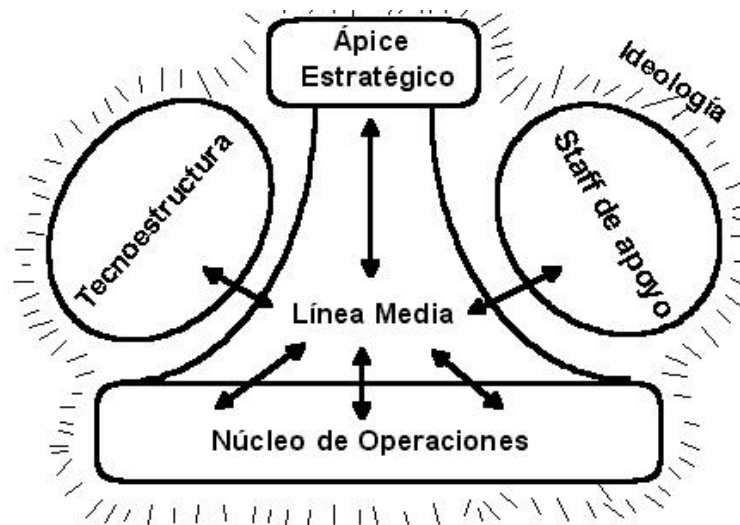 Ápice
Estratégico
Ideología
Tecnoestructura
Staff de apoyo
Línea Media
Núcleo de Operaciones